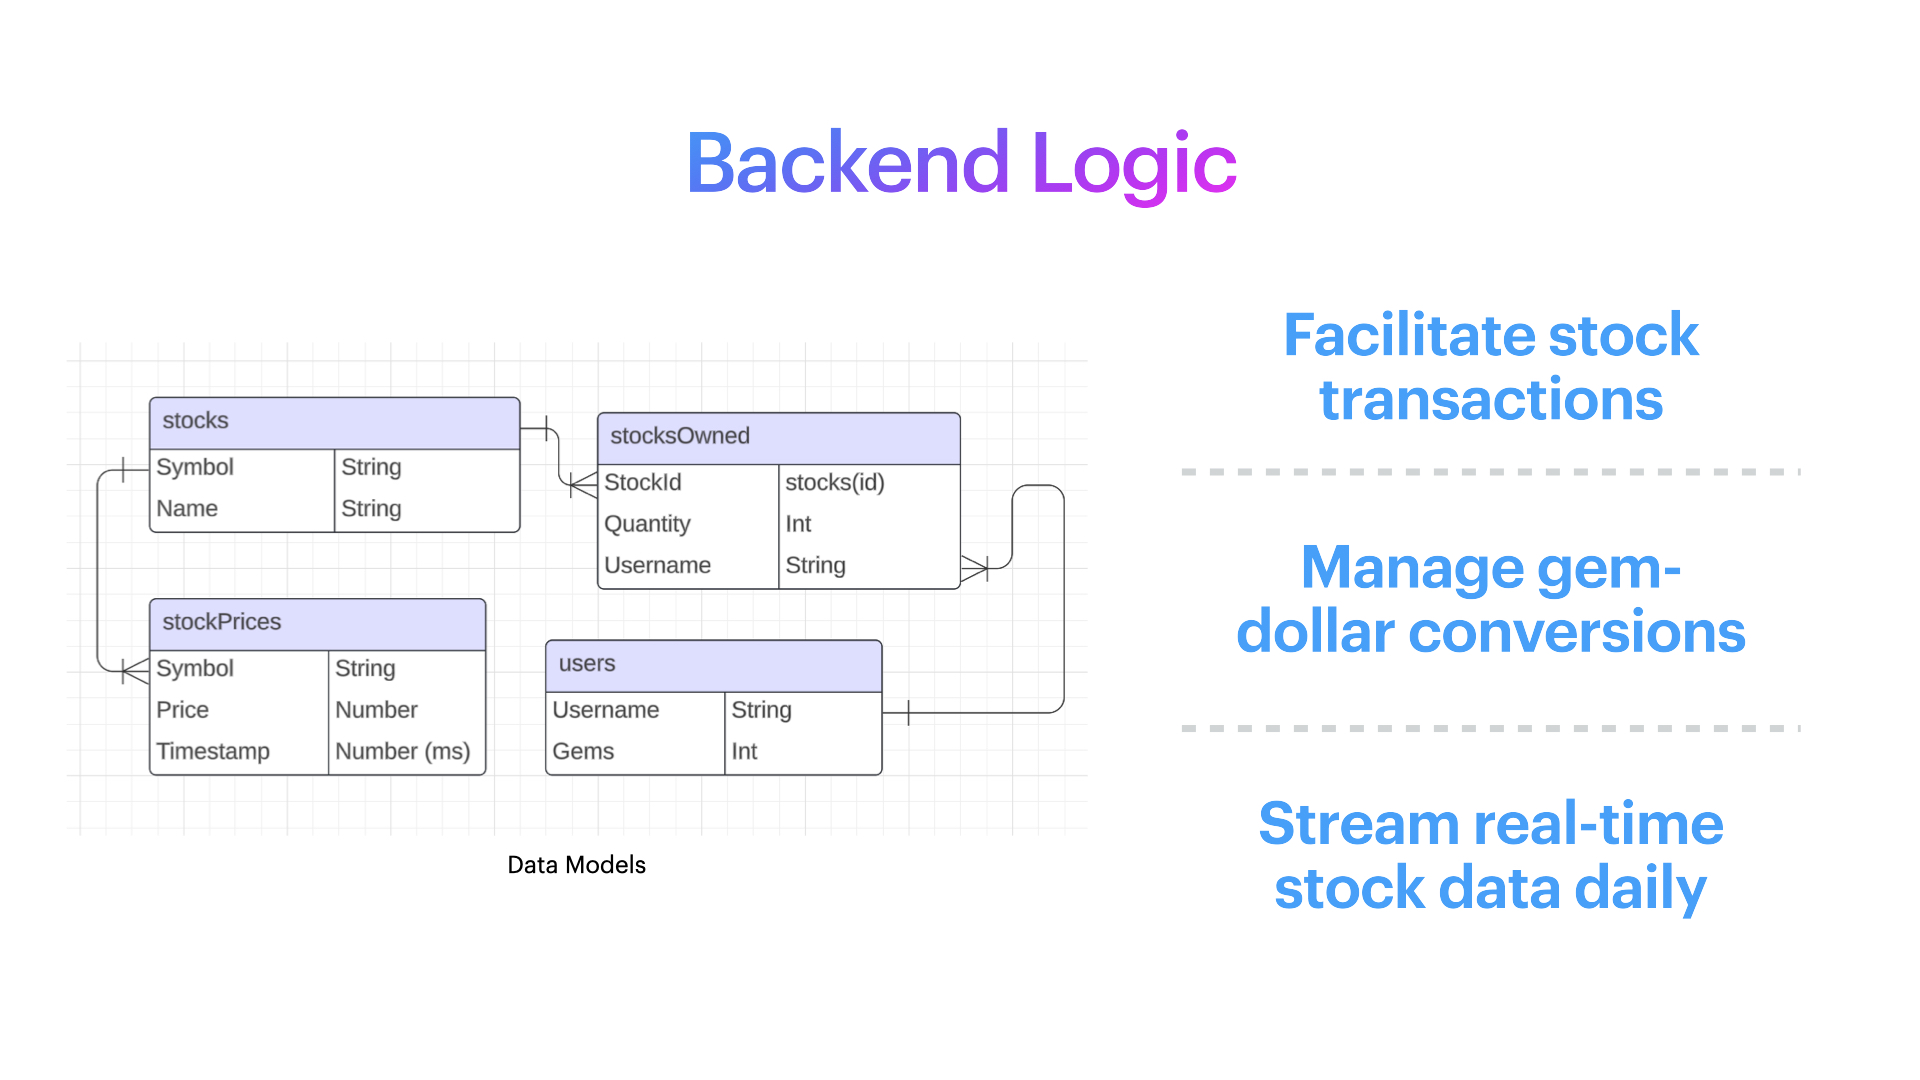 Backend Logic
stocks
Symbol String
Name String
stocksOwned
StockId stocks(id)
Quantity Int
Username String
stockPrices
Symbol String
Price Number
Timestamp Number (ms)
users
Username String
Gems Int
Data Models
Facilitate stock
transactions
Manage gem-
dollar conversions
Stream real-time
stock data daily